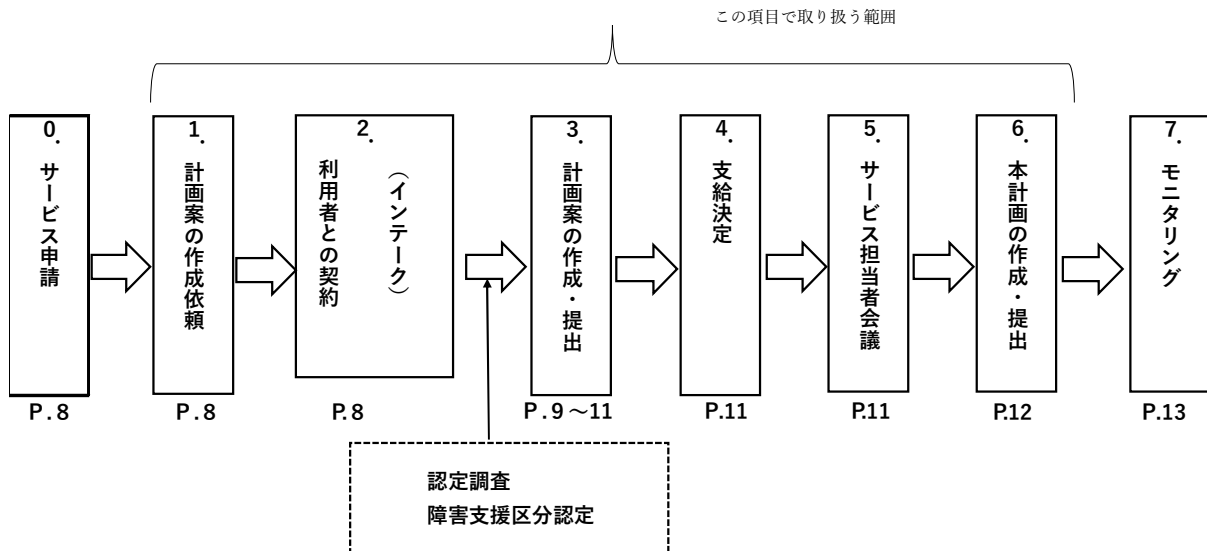 この項目で取り扱う範囲
0.サービス申請
1.計画案の作成依頼
2.利用者との契約
（インテーク）
3.計画案の作成・提出
4.支給決定
5.サービス担当者会議
6.本計画の作成・提出
7.モニタリング
P.8
P.8
P.8
P.9～11
P.11
P.11
P.12
P.13
認定調査
障害支援区分認定